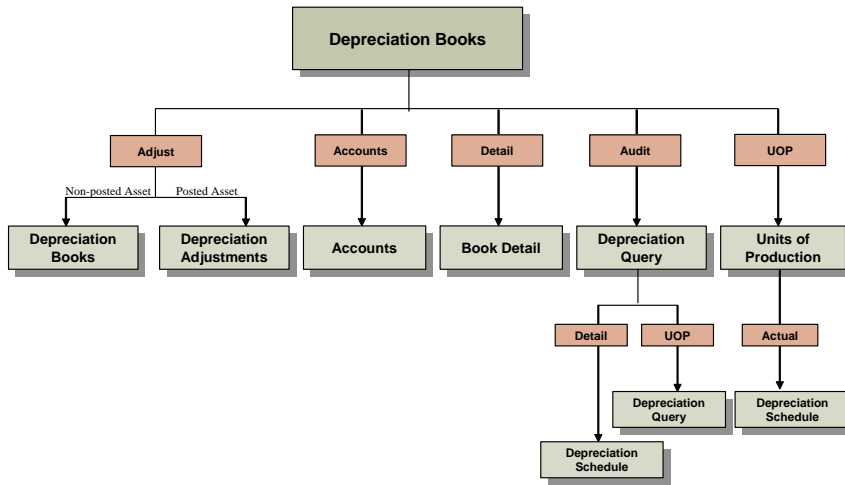 Depreciation Books
Adjust
Accounts
Detail
Audit
UOP
Non-posted Asset
Posted Asset
Depreciation
Books
Depreciation
Adjustments
Accounts
Book Detail
Depreciation
Query
Units of
Production
Detail
UOP
Actual
Depreciation
Query
Depreciation
Schedule
Depreciation
Schedule